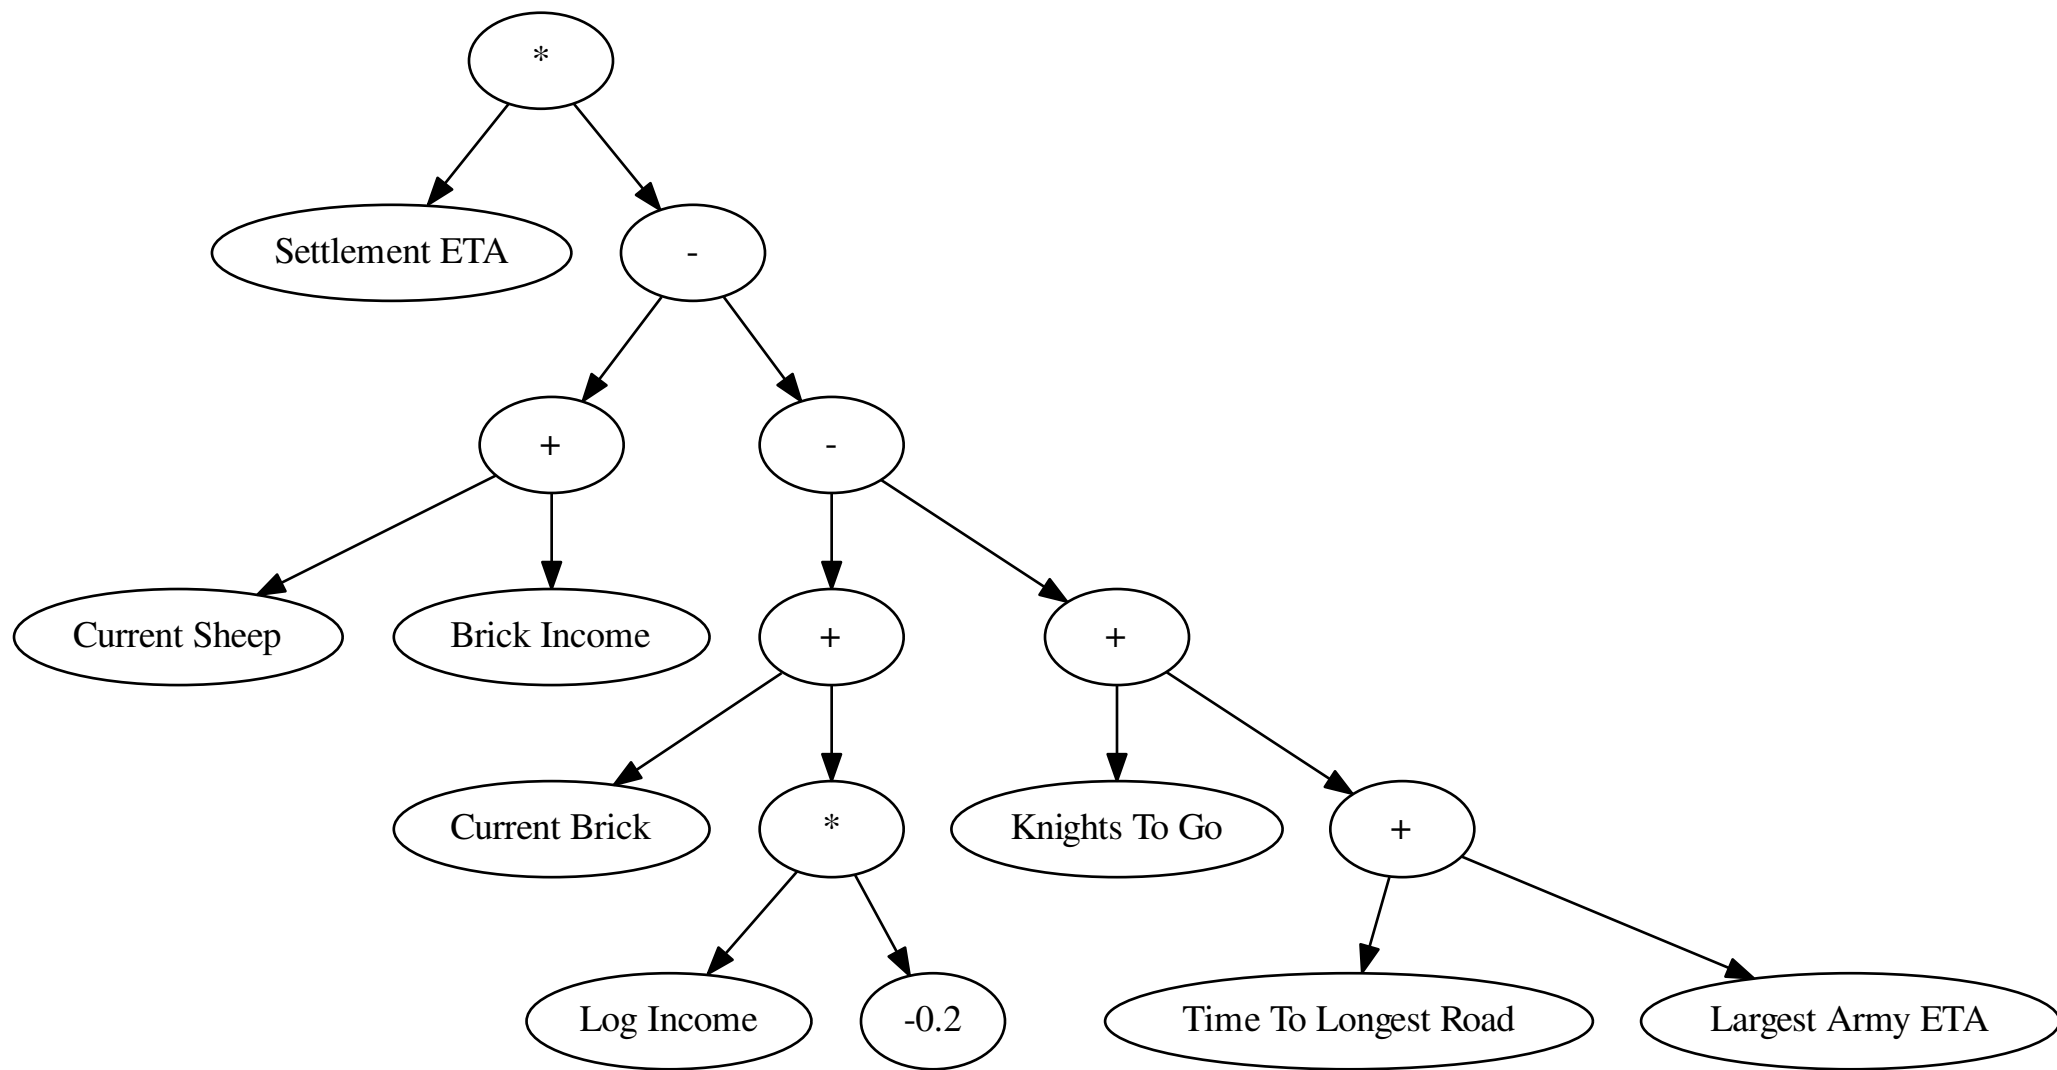 *
Settlement ETA
-
+
-
Current Sheep
Brick Income
+
+
Current Brick
*
Knights To Go
+
Log Income
-0.2
Time To Longest Road
Largest Army ETA